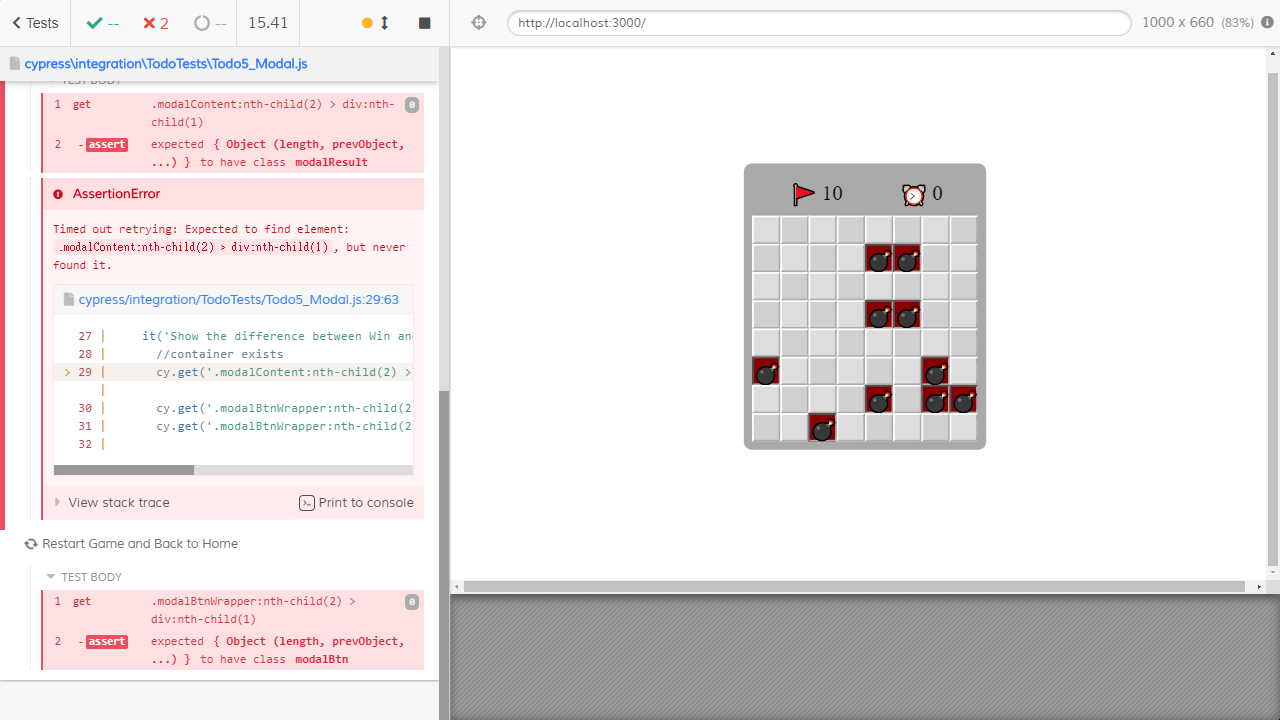 Tests
--
2
--
15.41
http://localhost:3000/
1000 x 660 (83%)
cypress\integration\TodoTests\Todo5_Modal.js
TEST BODY
1 get .modalContent:nth-child(2) > div:nth-
child(1)
0
2 -assert expected { Object (length, prevObject,
...) } to have class modalResult
AssertionError
Timed out retrying: Expected to find element:
.modalContent:nth-child(2) > div:nth-child(1), but never
found it.
cypress/integration/TodoTests/Todo5_Modal.js:29:63
27 | it('Show the difference between Win an
28 | //container exists
> 29 | cy.get('.modalContent:nth-child(2) >
|
30 | cy.get('.modalBtnWrapper:nth-child(2
31 | cy.get('.modalBtnWrapper:nth-child(2
32 |
View stack trace
Print to console
Restart Game and Back to Home
TEST BODY
1 get .modalBtnWrapper:nth-child(2) >
div:nth-child(1)
0
2 -assert expected { Object (length, prevObject,
...) } to have class modalBtn
10
0